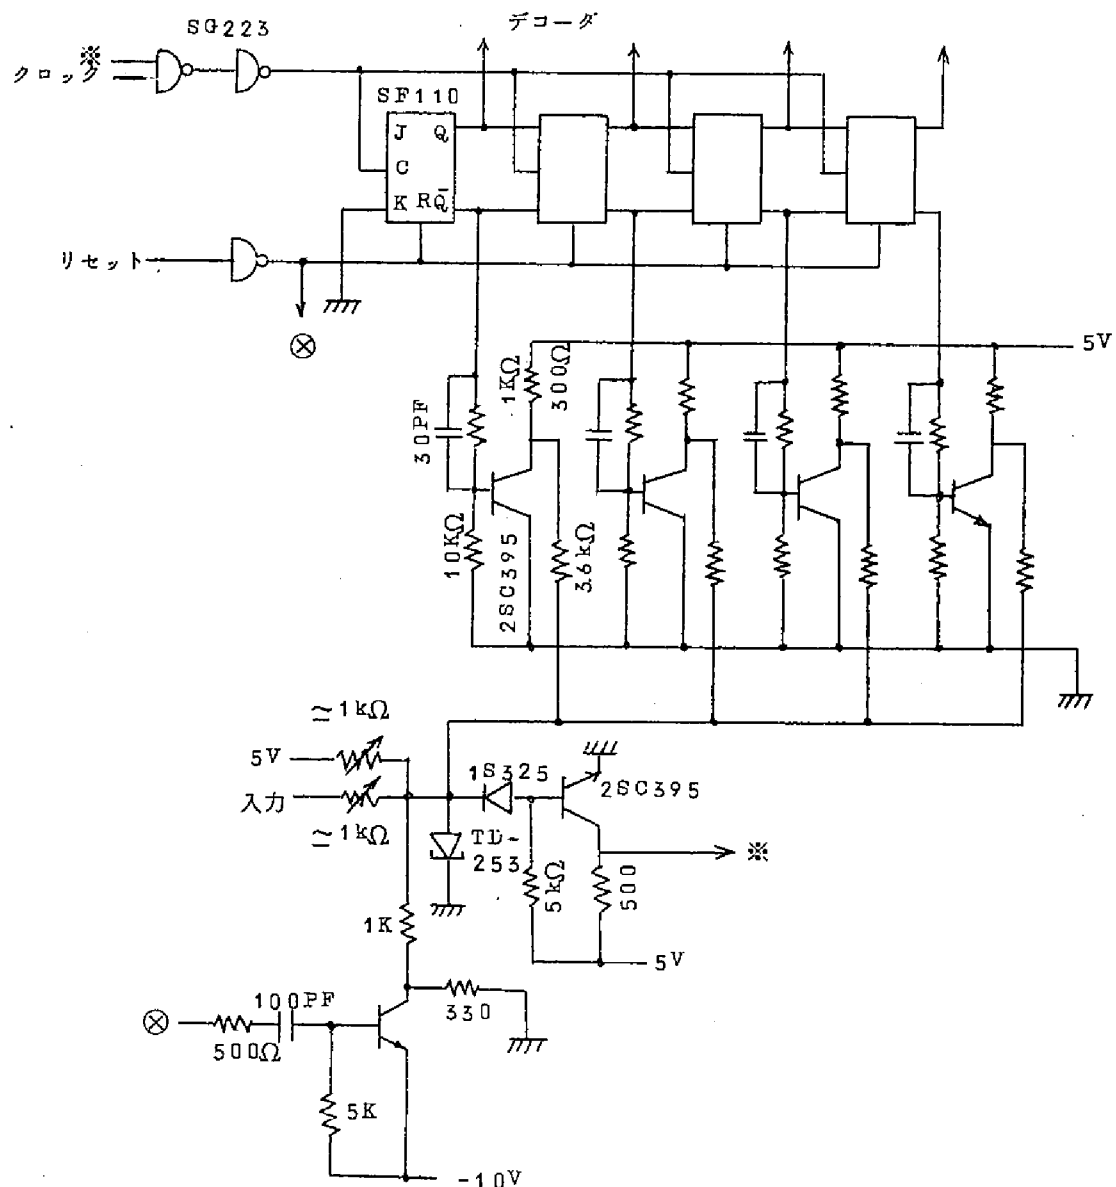 SG223
デコーダ
※
クロック
SF110
J Q
C
K R Q̄
リセット
⊗
5V
1KΩ
300Ω
30PF
10KΩ
2SC395
3.6kΩ
≃1kΩ
5V
入力
≃1kΩ
1S325
2SC395
TD-
253
※
5kΩ
500
5V
1K
100PF
330
⊗
500Ω
5K
-10V